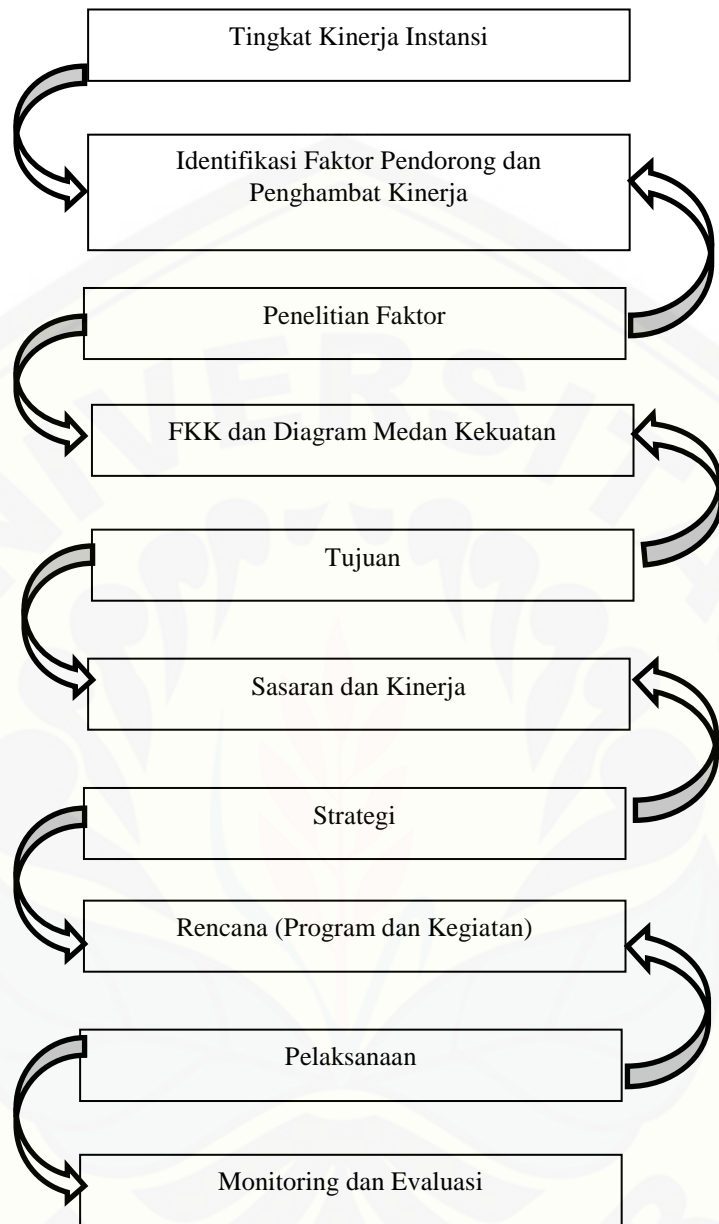 Tingkat Kinerja Instansi
Identifikasi Faktor Pendorong dan
Penghambat Kinerja
Penelitian Faktor
FKK dan Diagram Medan Kekuatan
Tujuan
Sasaran dan Kinerja
Strategi
Rencana (Program dan Kegiatan)
Pelaksanaan
Monitoring dan Evaluasi